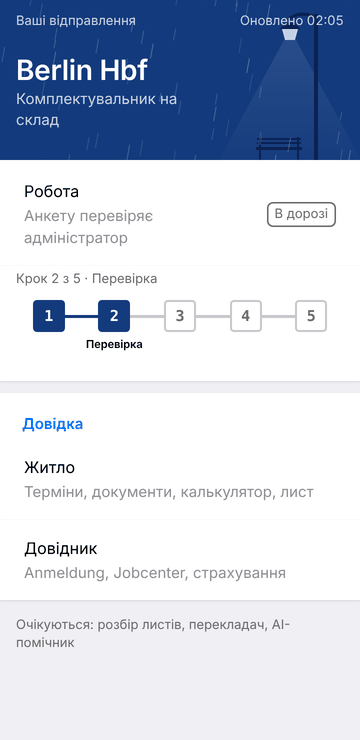 Ваші відправлення
Оновлено 02:05
Berlin Hbf
Комплектувальник на
склад
Робота
Анкету перевіряє
адміністратор
В дорозі
Крок 2 з 5 · Перевірка
1 2 3 4 5
Перевірка
Довідка
Житло
Терміни, документи, калькулятор, лист
Довідник
Anmeldung, Jobcenter, страхування
Очікуються: розбір листів, перекладач, AI-
помічник